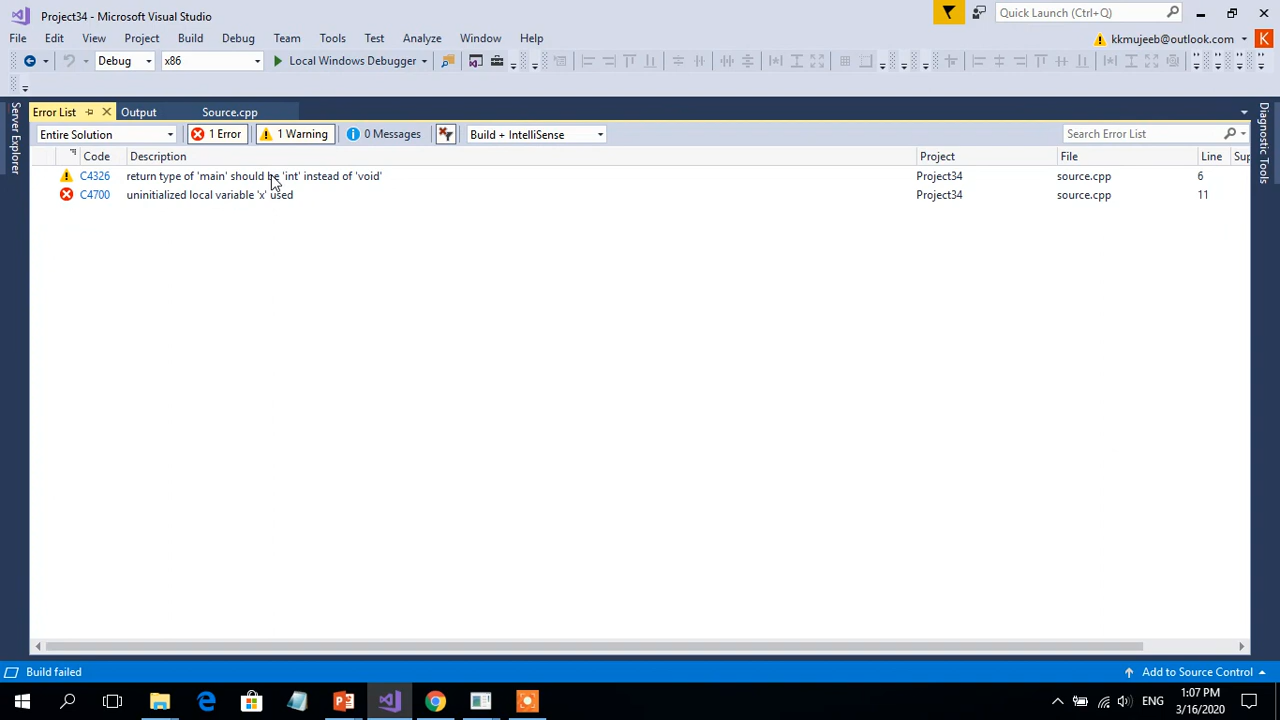 Project34 - Microsoft Visual Studio
Quick Launch (Ctrl+Q)
File Edit View Project Build Debug Team Tools Test Analyze Window Help
kkmujeeb@outlook.com K
Debug x86 Local Windows Debugger
Server Explorer
Diagnostic Tools
Error List Output Source.cpp
Entire Solution 1 Error 1 Warning 0 Messages Build + IntelliSense Search Error List
Code Description Project File Line Sup
C4326 return type of 'main' should be 'int' instead of 'void' Project34 source.cpp 6
C4700 uninitialized local variable 'x' used Project34 source.cpp 11
Build failed Add to Source Control
ENG 1:07 PM
3/16/2020